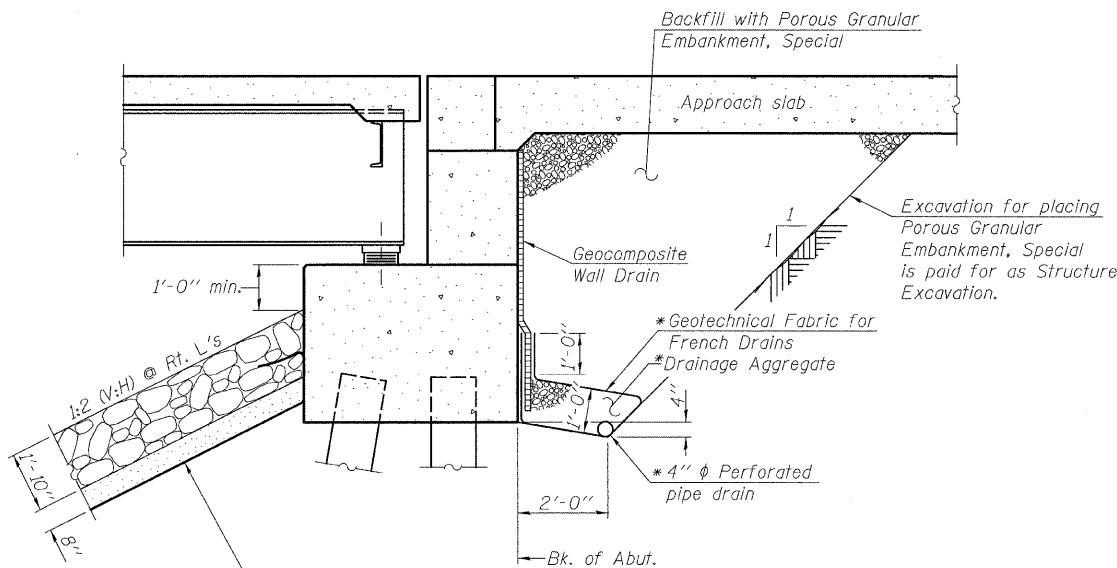 Backfill with Porous Granular
Embankment, Special
Approach slab
Excavation for placing
Porous Granular
Embankment, Special
is paid for as Structure
Excavation.
1
1
Geocomposite
Wall Drain
1'-0" min.
* Geotechnical Fabric for
French Drains
* Drainage Aggregate
1'-0"
1'-0"
4"
1:2 (V:H) @ Rt. L's
1'-10"
8"
* 4" ϕ Perforated
pipe drain
2'-0"
Bk. of Abut.